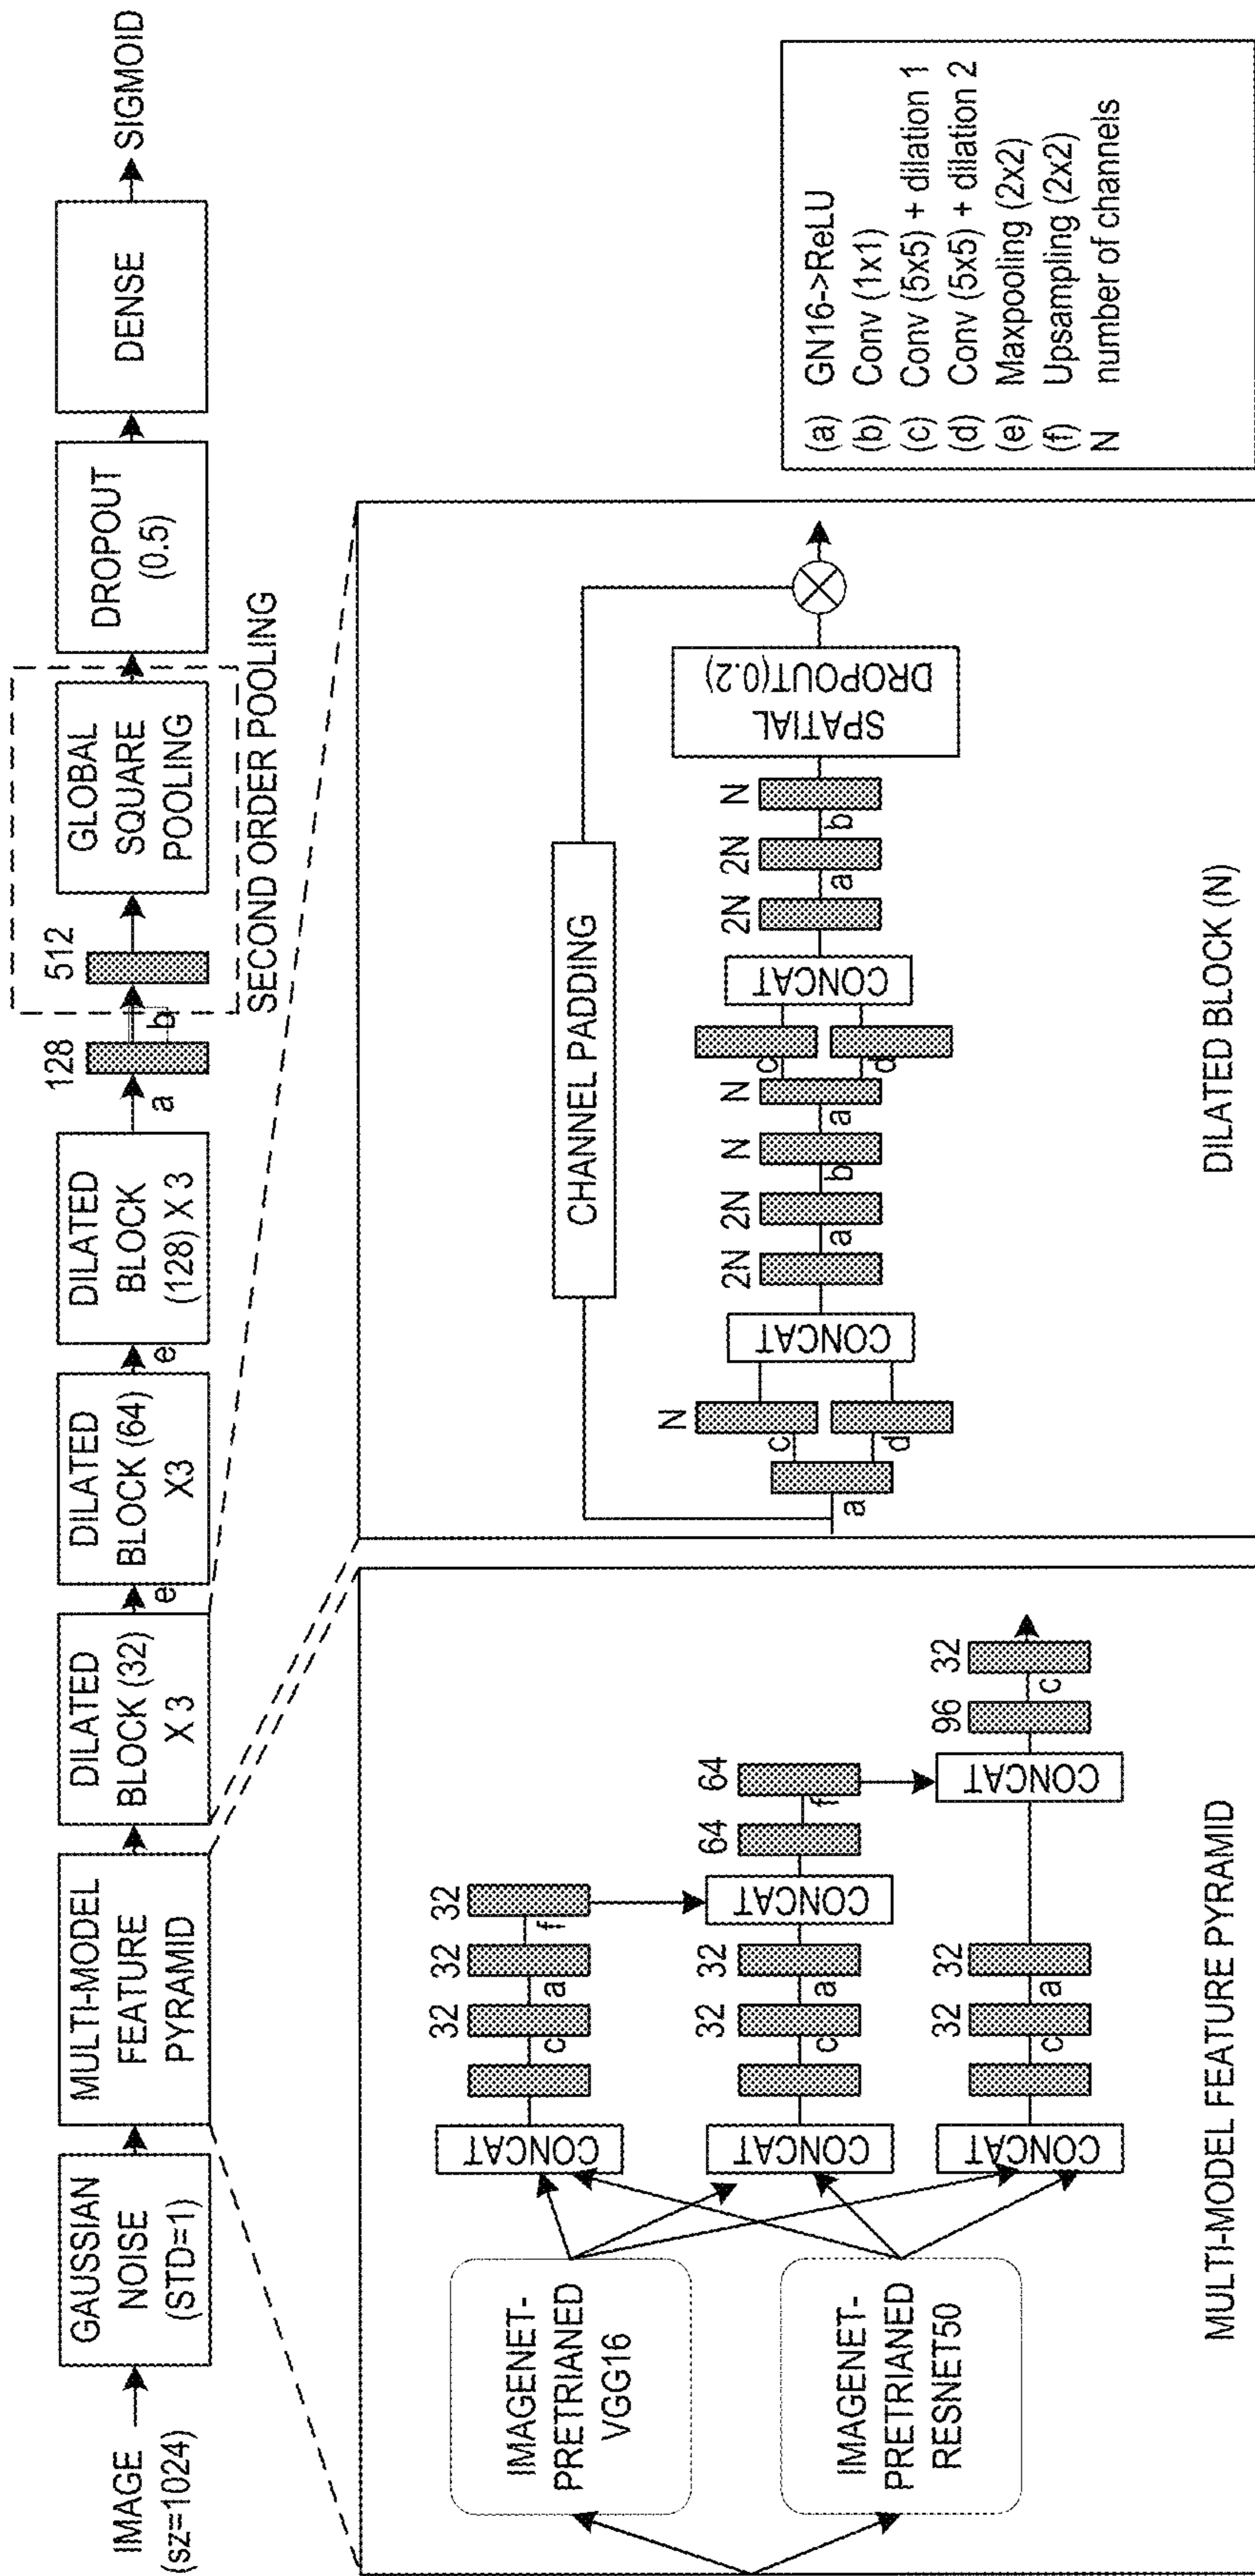 IMAGE
(sz=1024)
GAUSSIAN
NOISE
(STD=1)
MULTI-MODEL
FEATURE
PYRAMID
DILATED
BLOCK (32)
X 3
e
DILATED
BLOCK (64)
X3
e
DILATED
BLOCK
(128) X 3
a
128
b
512
GLOBAL
SQUARE
POOLING
SECOND ORDER POOLING
DROPOUT
(0.5)
DENSE
SIGMOID
IMAGENET-
PRETRIANED
VGG16
IMAGENET-
PRETRIANED
RESNET50
CONCAT
c
32
a
32
f
32
CONCAT
c
32
a
32
CONCAT
64
f
64
CONCAT
c
32
a
32
CONCAT
96
c
32
MULTI-MODEL FEATURE PYRAMID
CHANNEL PADDING
a
c
d
N
CONCAT
2N
a
2N
b
N
a
N
c
d
CONCAT
2N
a
2N
b
N
SPATIAL
DROPOUT(0.2)
DILATED BLOCK (N)
(a) GN16->ReLU
(b) Conv (1x1)
(c) Conv (5x5) + dilation 1
(d) Conv (5x5) + dilation 2
(e) Maxpooling (2x2)
(f) Upsampling (2x2)
N number of channels